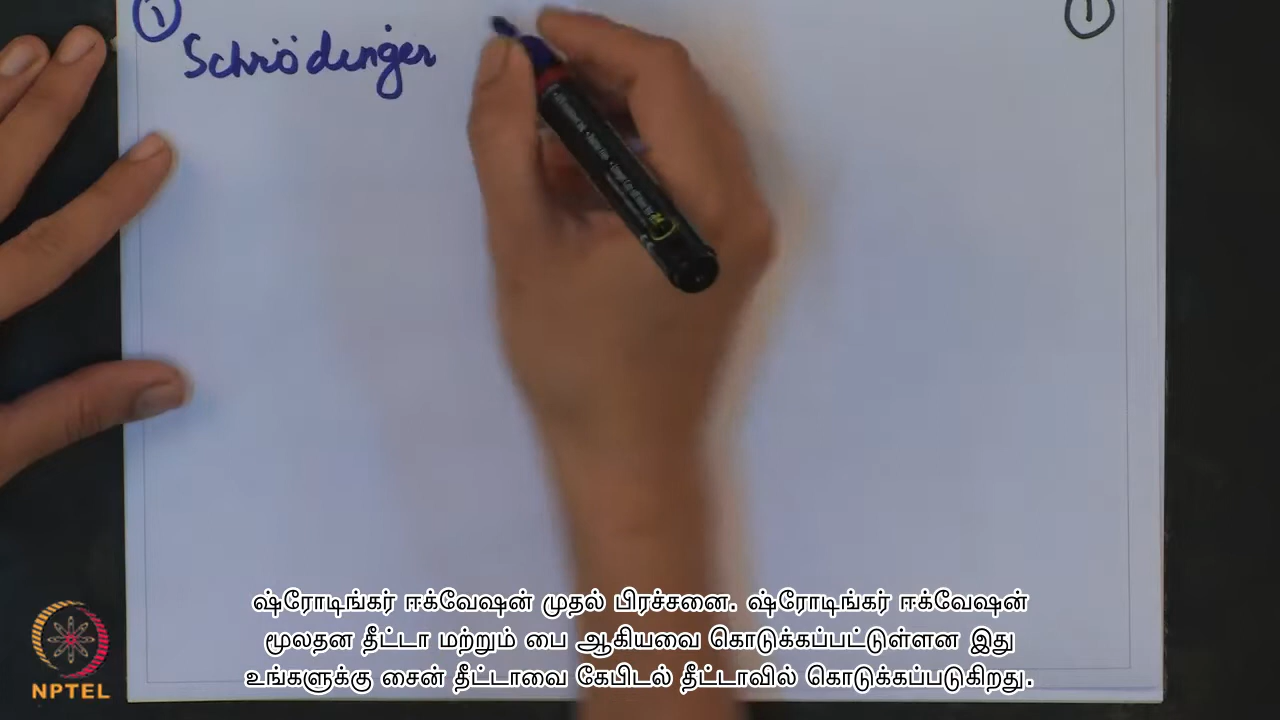 ① ①
Schrödinger
ஷ்ரோடிங்கர் ஈக்வேஷன் முதல் பிரச்சனை. ஷ்ரோடிங்கர் ஈக்வேஷன்
மூலதன தீட்டா மற்றும் பை ஆகியவை கொடுக்கப்பட்டுள்ளன இது
உங்களுக்கு சைன் தீட்டாவை கேபிடல் தீட்டாவில் கொடுக்கப்படுகிறது.
NPTEL